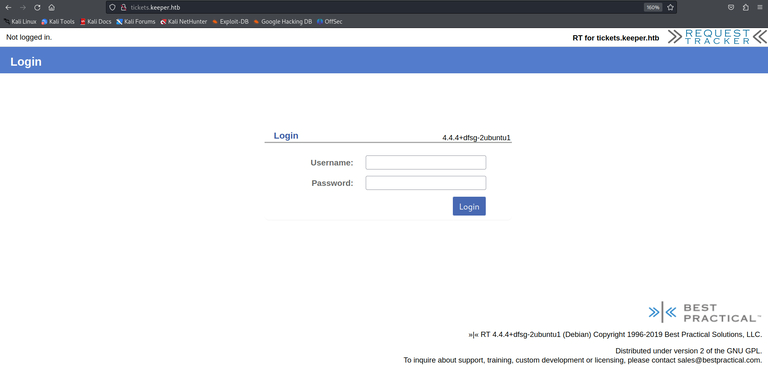 tickets.keeper.htb
160%
Kali Linux Kali Tools Kali Docs Kali Forums Kali NetHunter Exploit-DB Google Hacking DB OffSec
Not logged in.
RT for tickets.keeper.htb
REQUEST
TRACKER
Login
Login
4.4.4+dfsg-2ubuntu1
Username:
Password:
Login
BEST
PRACTICAL™
»|« RT 4.4.4+dfsg-2ubuntu1 (Debian) Copyright 1996-2019 Best Practical Solutions, LLC.
Distributed under version 2 of the GNU GPL.
To inquire about support, training, custom development or licensing, please contact sales@bestpractical.com.